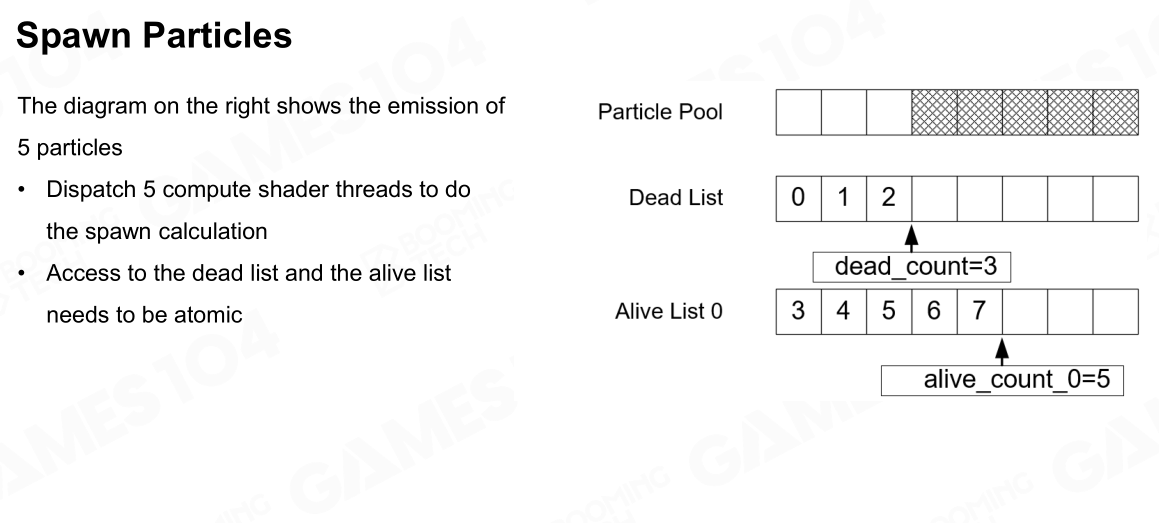 Spawn Particles
The diagram on the right shows the emission of
5 particles
• Dispatch 5 compute shader threads to do
the spawn calculation
• Access to the dead list and the alive list
needs to be atomic
Particle Pool
Dead List
0 1 2
dead_count=3
Alive List 0
3 4 5 6 7
alive_count_0=5
GAMES104
BOOMING
TECH